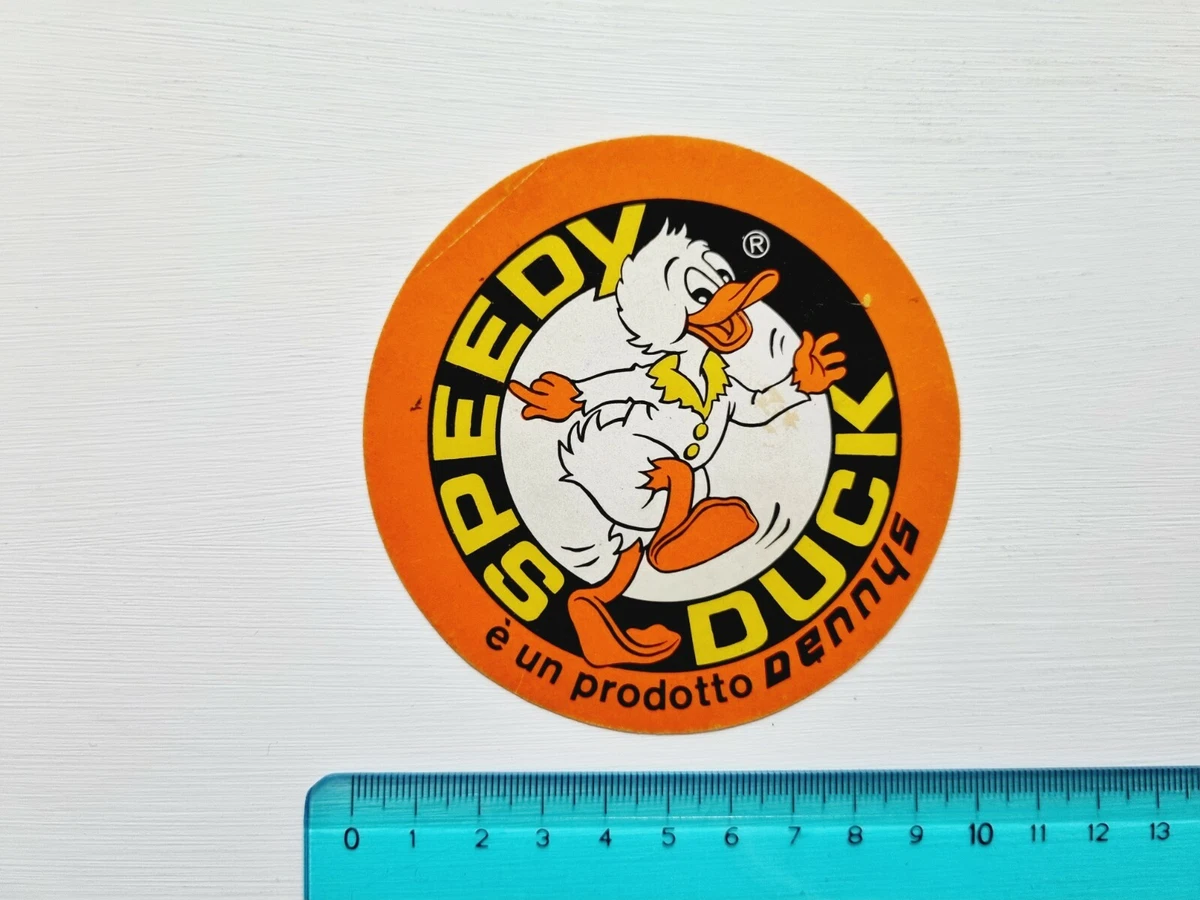 SPEEDY
®
DUCK
è un prodotto Dennys
0 1 2 3 4 5 6 7 8 9 10 11 12 13